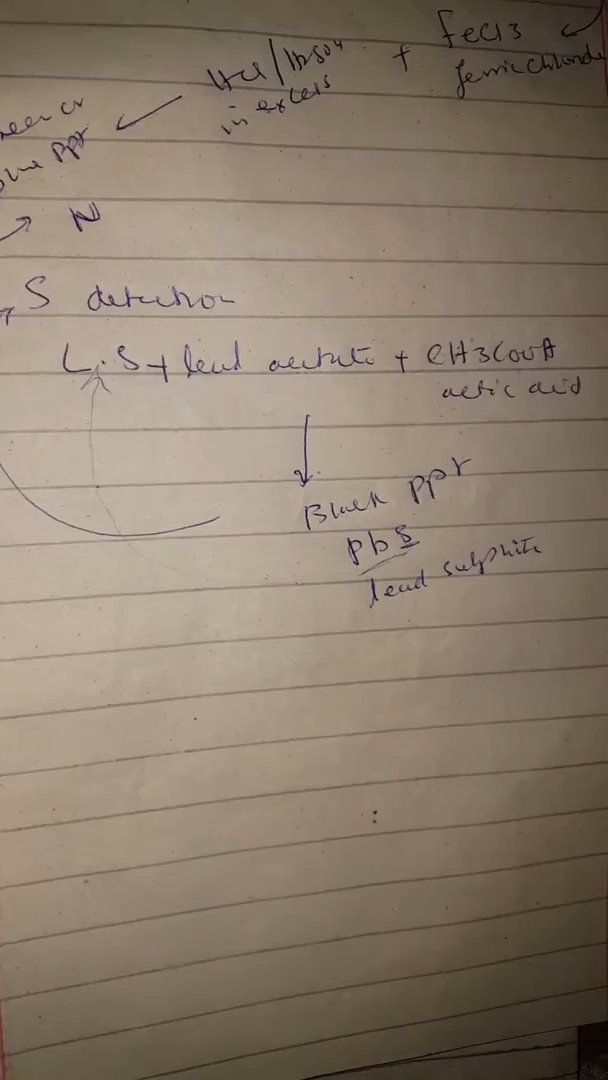 HCl/H2SO4 + FeCl3
in excess ferric chloride
ppt
N
S detection
L.S + lead acetate + CH3COOH
acetic acid
Black ppt
PbS
lead sulphite